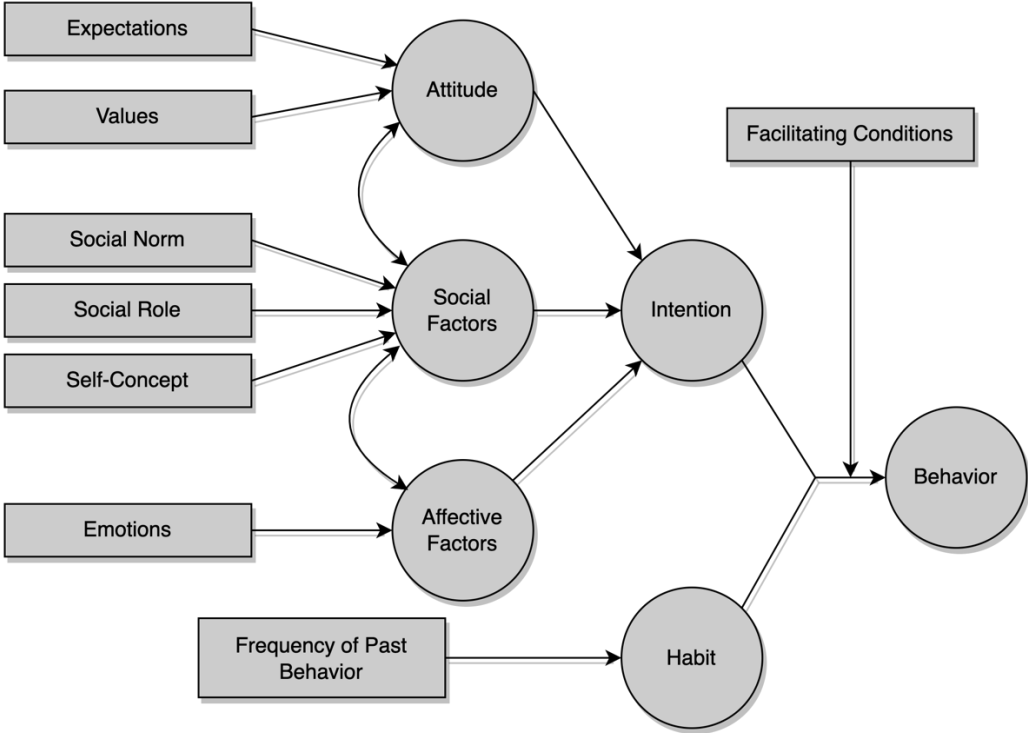 Expectations
Values
Attitude
Facilitating Conditions
Social Norm
Social Role
Self-Concept
Social
Factors
Intention
Behavior
Emotions
Affective
Factors
Frequency of Past
Behavior
Habit